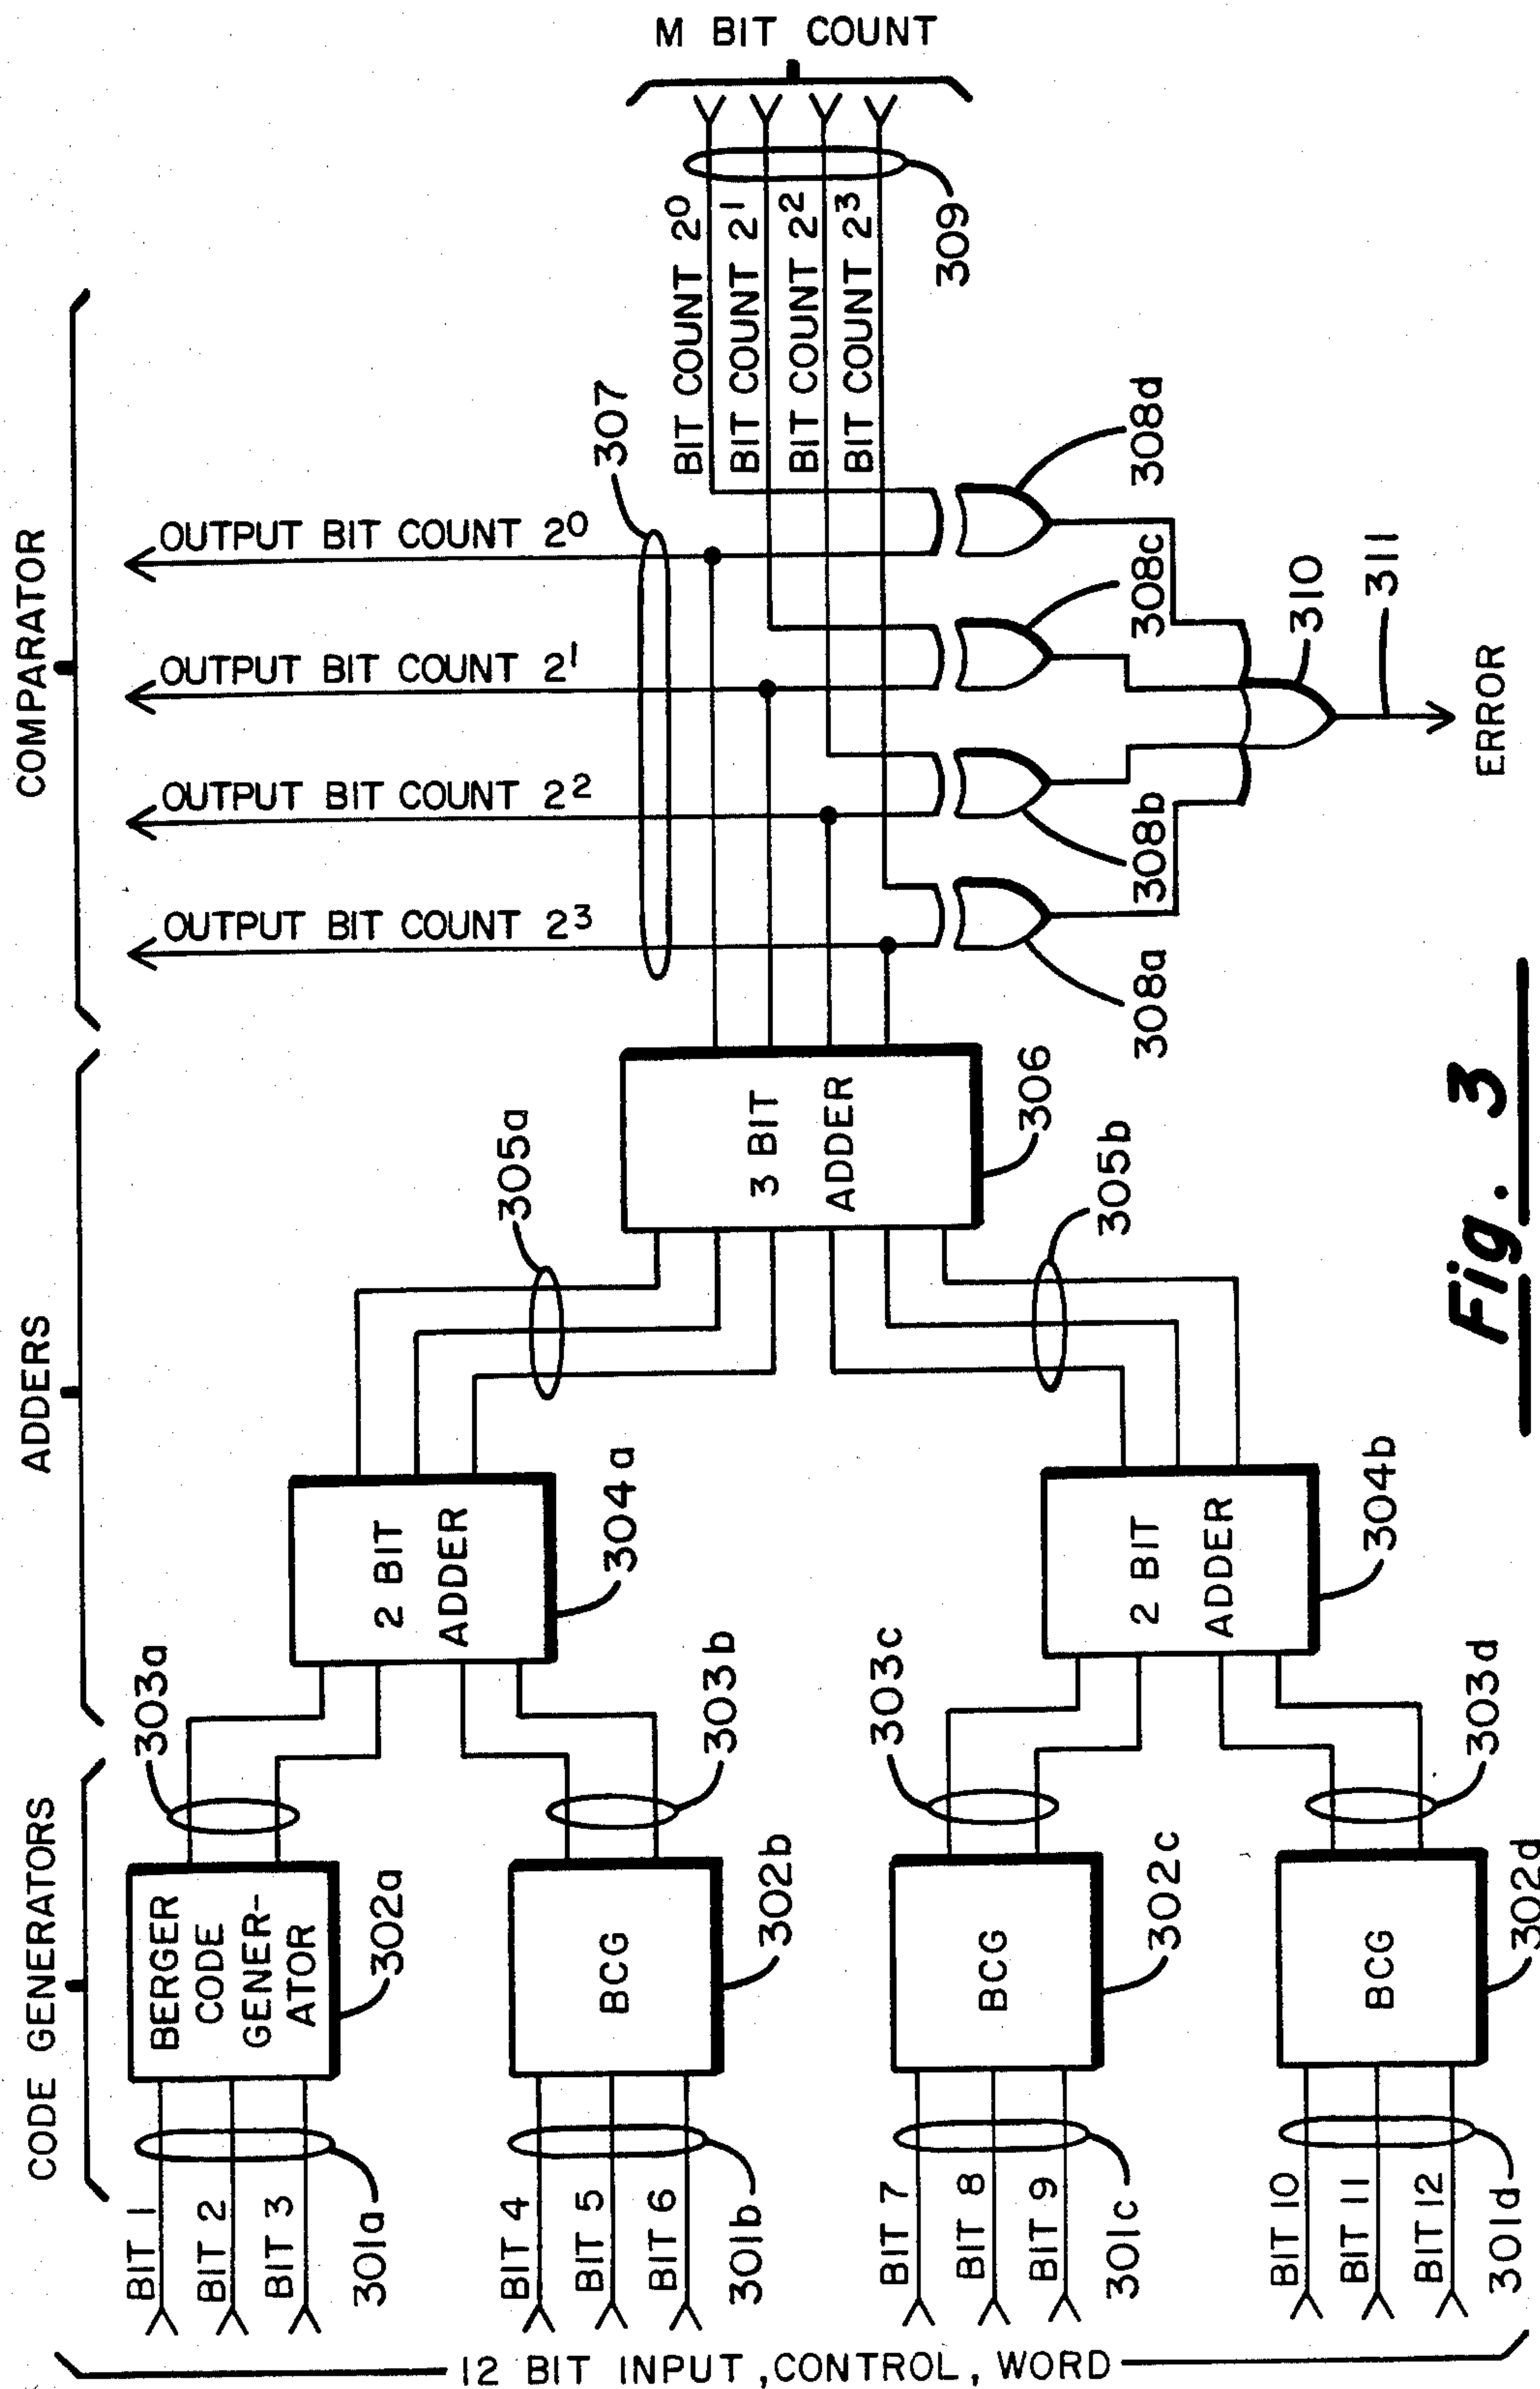 CODE GENERATORS
ADDERS
COMPARATOR
12 BIT INPUT, CONTROL, WORD
BIT 1
BIT 2
BIT 3
301a
BERGER
CODE
GENER-
ATOR
302a
303a
BIT 4
BIT 5
BIT 6
301b
BCG
302b
303b
BIT 7
BIT 8
BIT 9
301c
BCG
302c
303c
BIT 10
BIT 11
BIT 12
301d
BCG
302d
303d
2 BIT
ADDER
304a
2 BIT
ADDER
304b
305a
305b
3 BIT
ADDER
306
OUTPUT BIT COUNT 2³
OUTPUT BIT COUNT 2²
OUTPUT BIT COUNT 2¹
OUTPUT BIT COUNT 2⁰
307
BIT COUNT 2⁰
BIT COUNT 2¹
BIT COUNT 2²
BIT COUNT 2³
M BIT COUNT
309
308a
308b
308c
308d
310
311
ERROR
Fig. 3